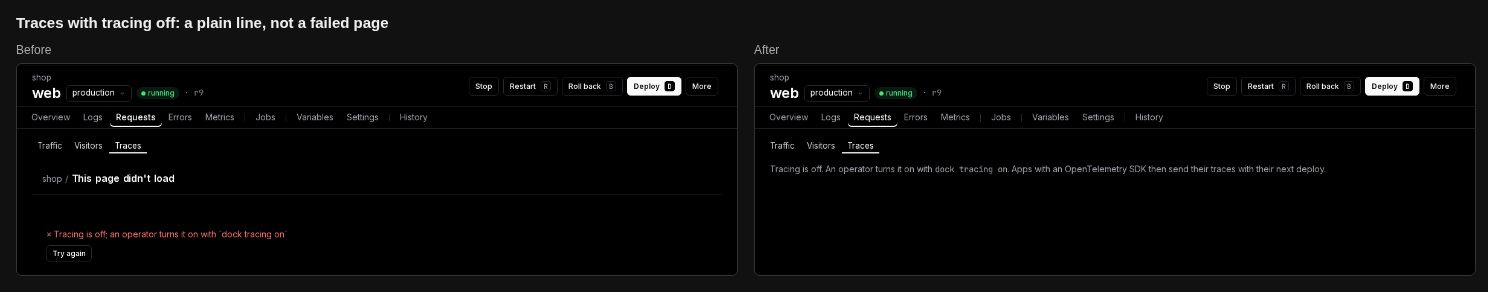 Traces with tracing off: a plain line, not a failed page
Before
shop
web production running · r9
Stop Restart R Roll back B Deploy D More
Overview Logs Requests Errors Metrics Jobs Variables Settings History
Traffic Visitors Traces
shop / This page didn't load
× Tracing is off; an operator turns it on with `dock tracing on`
Try again
After
shop
web production running · r9
Stop Restart R Roll back B Deploy D More
Overview Logs Requests Errors Metrics Jobs Variables Settings History
Traffic Visitors Traces
Tracing is off. An operator turns it on with dock tracing on. Apps with an OpenTelemetry SDK then send their traces with their next deploy.